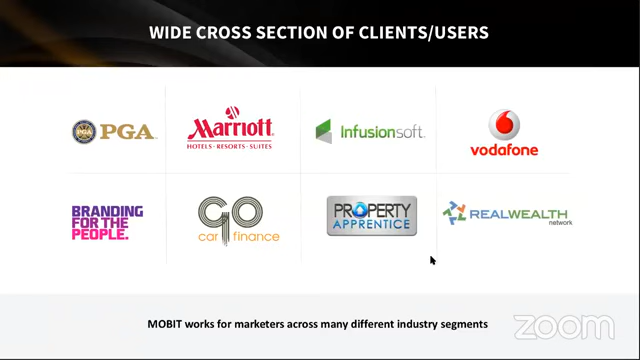 WIDE CROSS SECTION OF CLIENTS/USERS
PGA
Marriott
HOTELS · RESORTS · SUITES
Infusionsoft.
vodafone
BRANDING
FOR THE
PEOPLE.
GO
car finance
PROPERTY
APPRENTICE
REALWEALTH
network
MOBIT works for marketers across many different industry segments
zoom